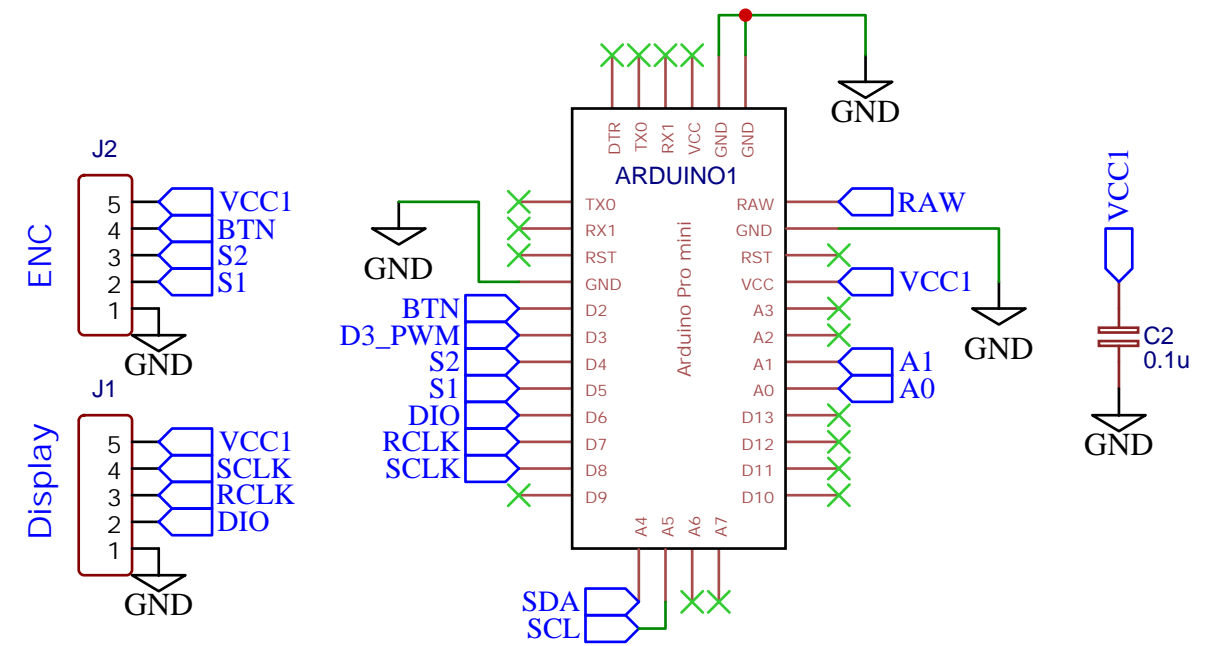 J2
ENC
5 VCC1
4 BTN
3 S2
2 S1
1
GND
J1
Display
5 VCC1
4 SCLK
3 RCLK
2 DIO
1
GND
GND
GND
DTR TX0 RX1 VCC GND GND
ARDUINO1
Arduino Pro mini
TX0
RX1
RST
GND
BTN D2
D3_PWM D3
S2 D4
S1 D5
DIO D6
RCLK D7
SCLK D8
D9
RAW RAW
GND
RST
VCC VCC1
A3
A2
A1 A1
A0 A0
D13
D12
D11
D10
GND
A4 A5 A6 A7
SDA
SCL
VCC1
C2
0.1u
GND